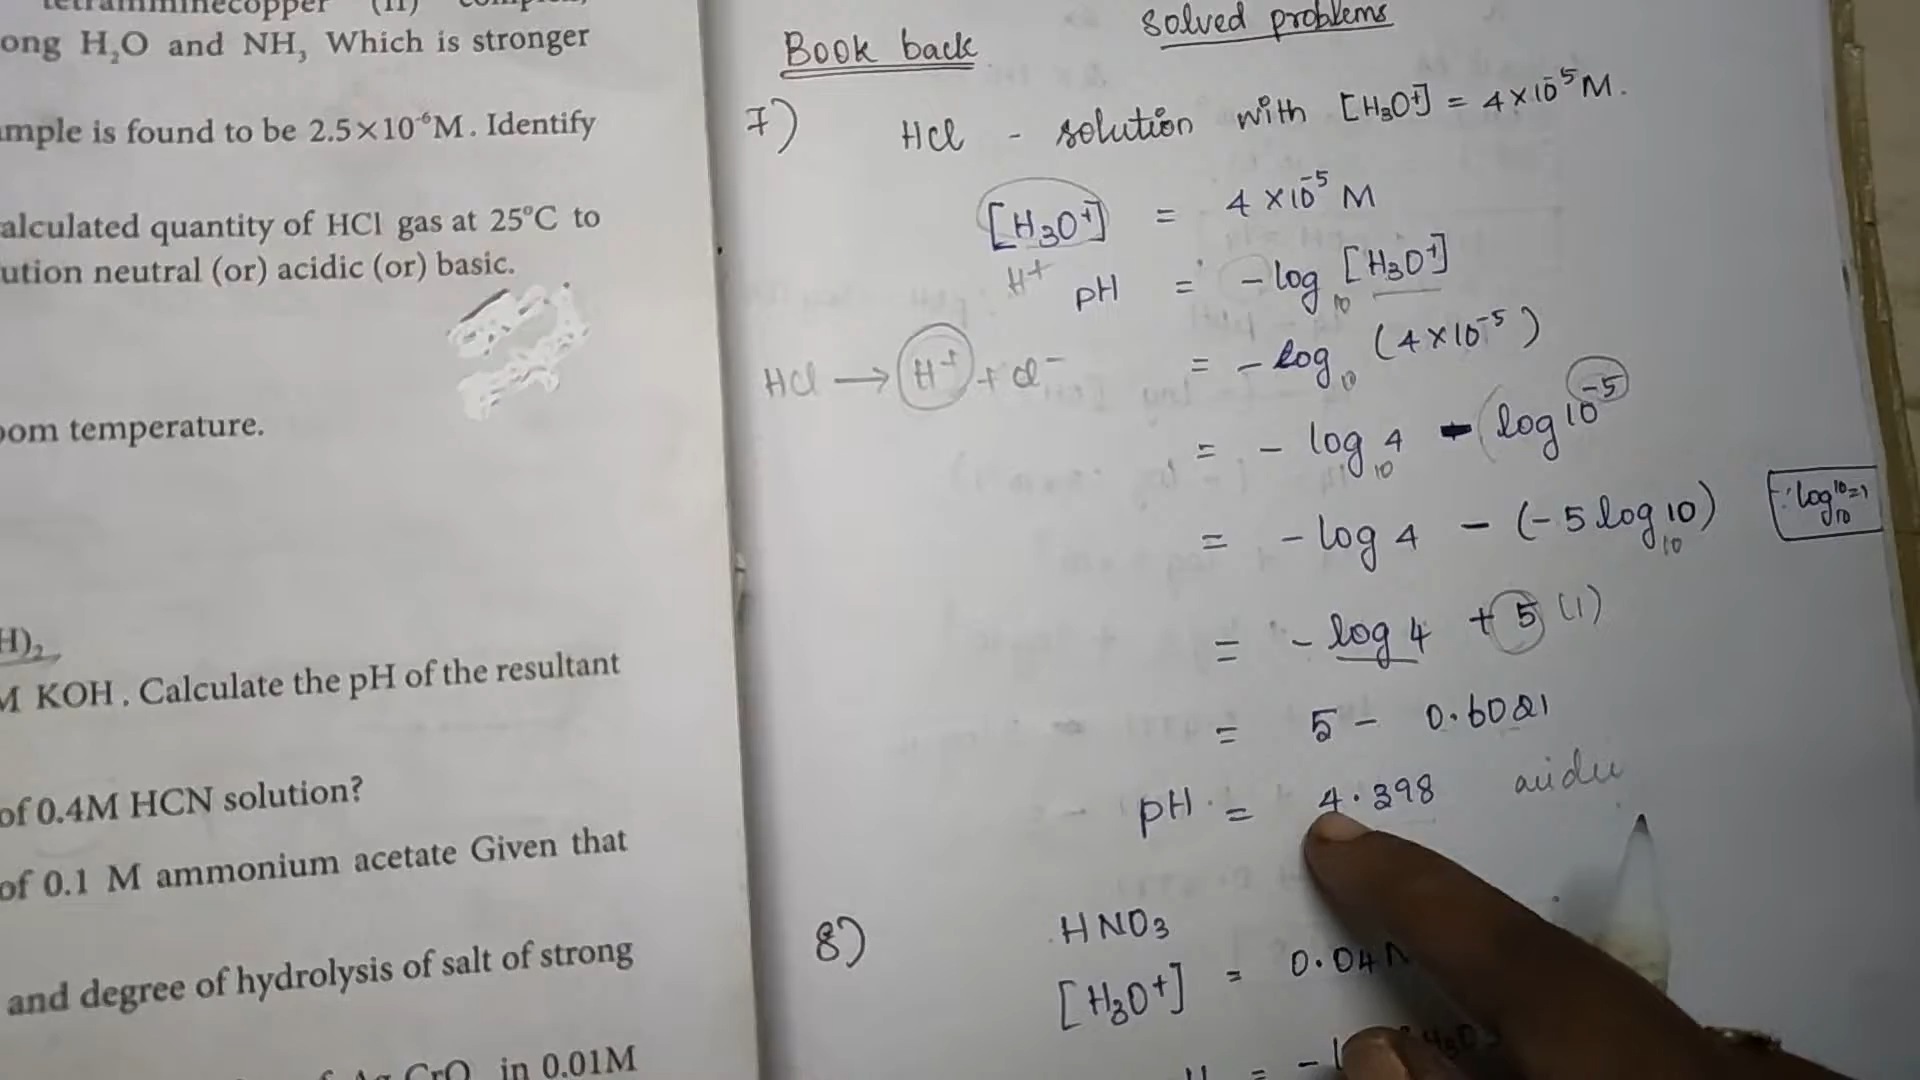 tetramminecopper (II)
ong H₂O and NH₃ Which is stronger
mple is found to be 2.5×10⁻⁶M. Identify
alculated quantity of HCl gas at 25°C to
ution neutral (or) acidic (or) basic.
oom temperature.
H)₂
M KOH. Calculate the pH of the resultant
of 0.4M HCN solution?
of 0.1 M ammonium acetate Given that
and degree of hydrolysis of salt of strong
in 0.01M
Book back
solved problems
7) HCl - solution with [H₃O⁺] = 4×10⁻⁵M.
[H₃O⁺] = 4×10⁻⁵ M
H⁺ pH = -log₁₀ [H₃O⁺]
HCl → H⁺ + Cl⁻ = -log₁₀ (4×10⁻⁵)
= - log₁₀ 4 - (log10⁻⁵
= - log 4 - (-5 log₁₀ 10) ∵ log₁₀ 10 = 1
= - log 4 + 5 (1)
= 5 - 0.6021
pH = 4.398
8) HNO₃
[H₃O⁺] = 0.04